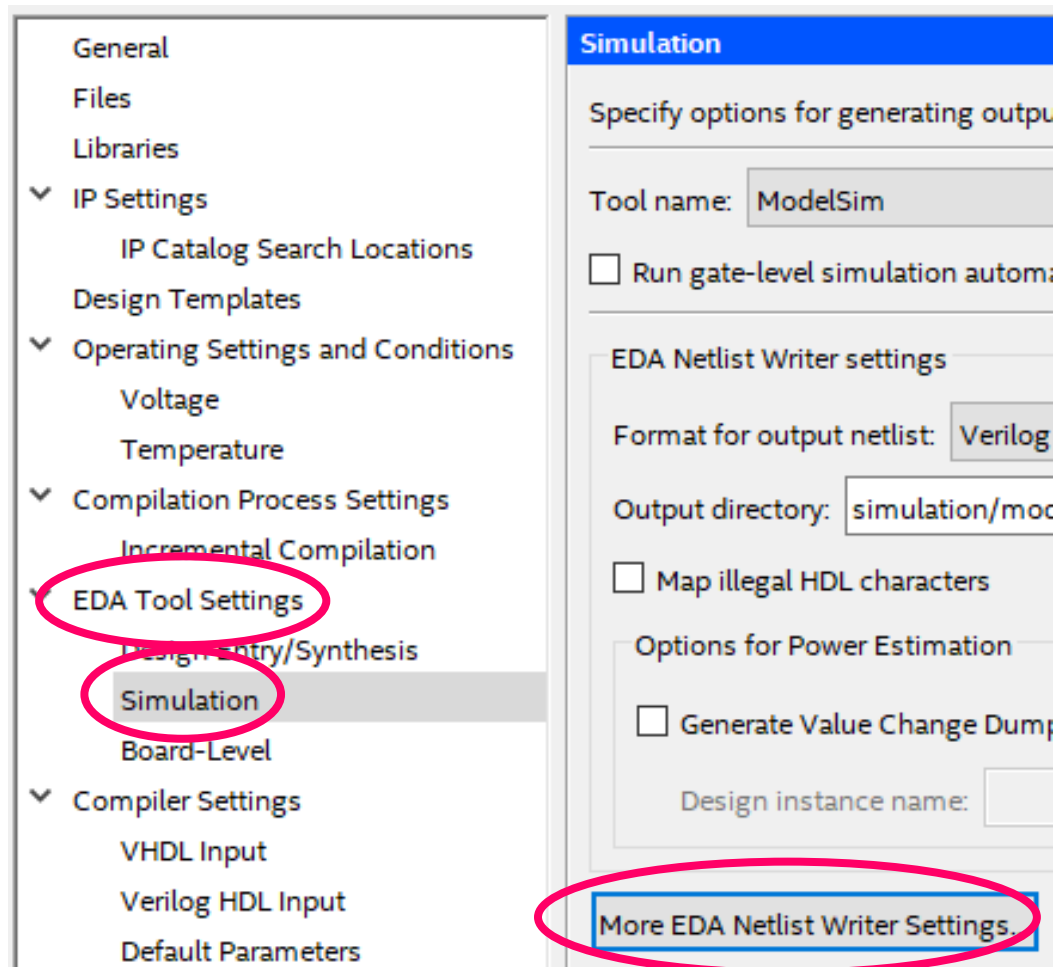 General
Files
Libraries
IP Settings
IP Catalog Search Locations
Design Templates
Operating Settings and Conditions
Voltage
Temperature
Compilation Process Settings
Incremental Compilation
EDA Tool Settings
Design Entry/Synthesis
Simulation
Board-Level
Compiler Settings
VHDL Input
Verilog HDL Input
Default Parameters
Simulation
Specify options for generating outpu
Tool name: ModelSim
Run gate-level simulation automa
EDA Netlist Writer settings
Format for output netlist: Verilog
Output directory: simulation/mod
Map illegal HDL characters
Options for Power Estimation
Generate Value Change Dump
Design instance name:
More EDA Netlist Writer Settings.